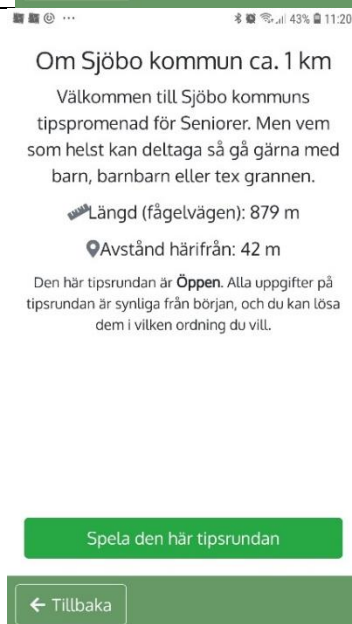 43% 11:20
Om Sjöbo kommun ca. 1 km
Välkommen till Sjöbo kommuns
tipspromenad för Seniorer. Men vem
som helst kan deltaga så gå gärna med
barn, barnbarn eller tex grannen.
Längd (fågelvägen): 879 m
Avstånd härifrån: 42 m
Den här tipsrundan är Öppen. Alla uppgifter på
tipsrundan är synliga från början, och du kan lösa
dem i vilken ordning du vill.
Spela den här tipsrundan
← Tillbaka